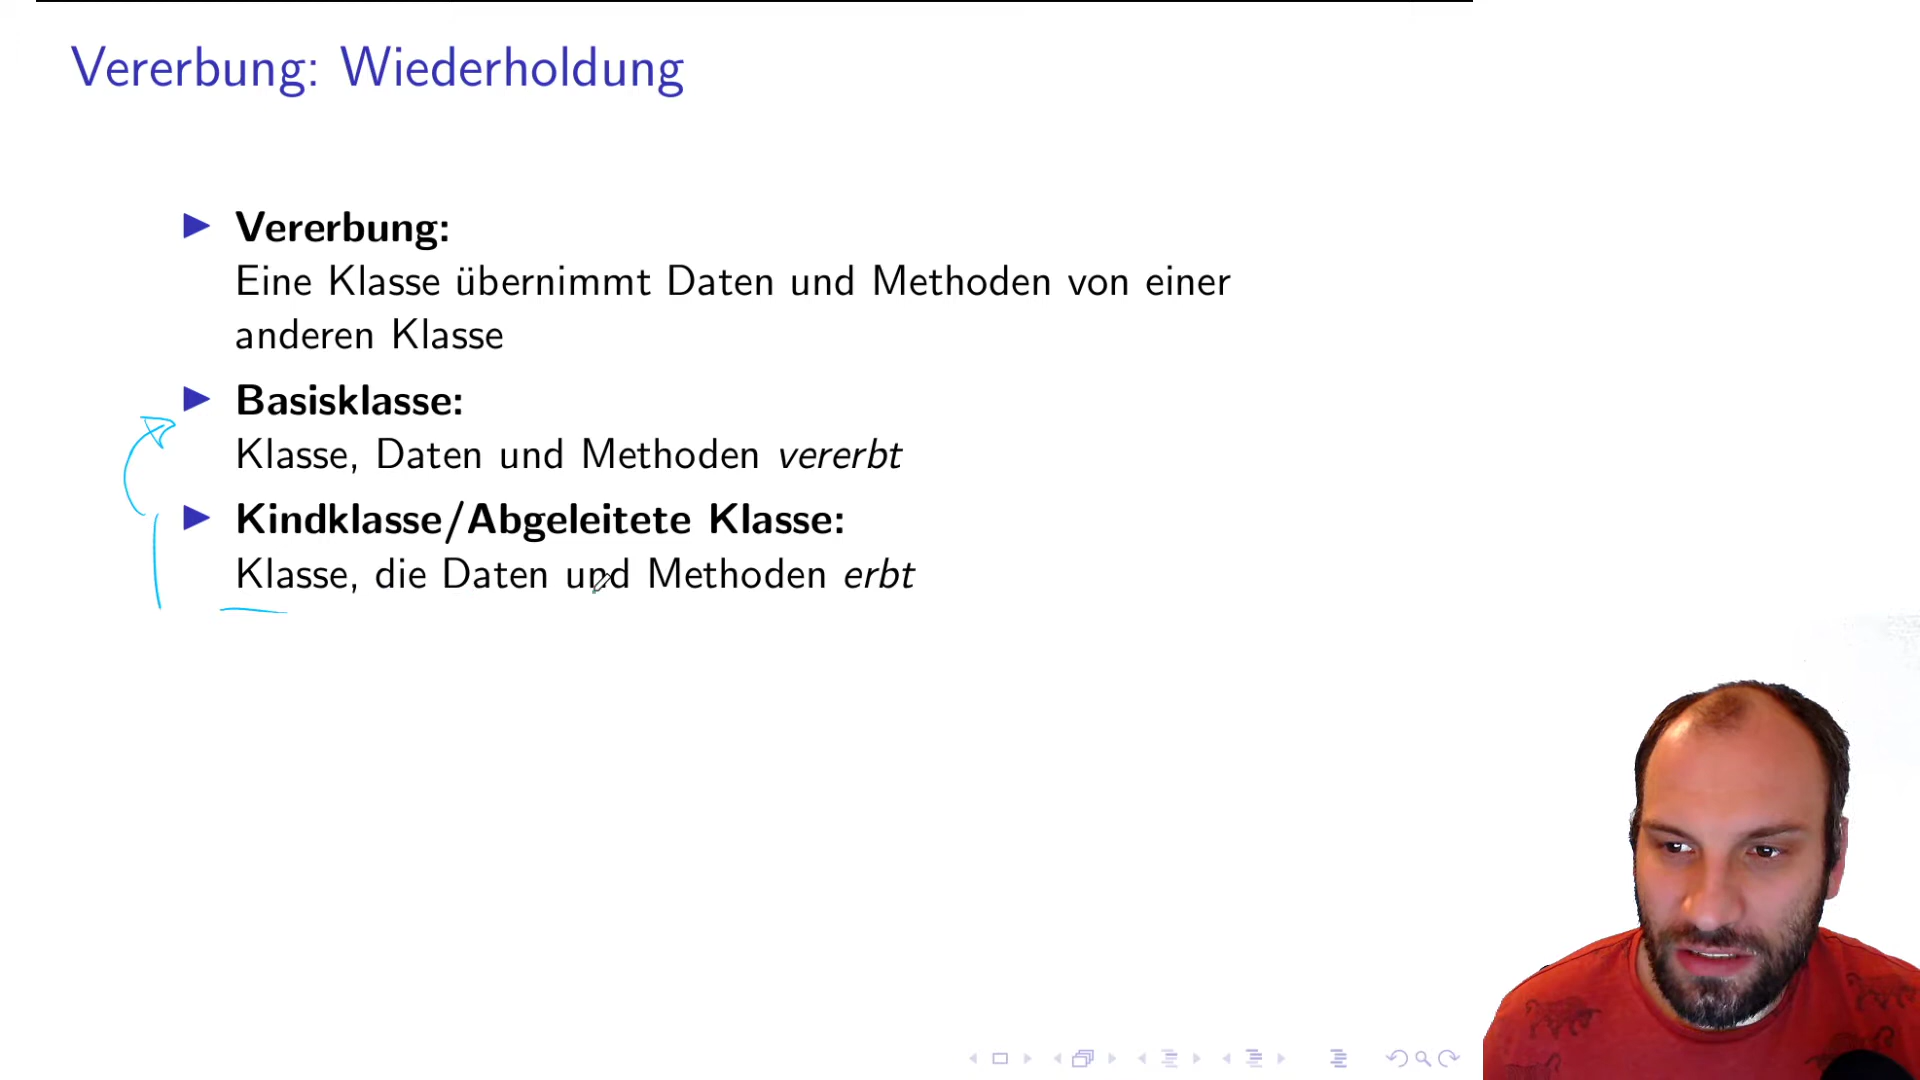 Vererbung: Wiederholung
Vererbung:
Eine Klasse übernimmt Daten und Methoden von einer
anderen Klasse
Basisklasse:
Klasse, Daten und Methoden vererbt
Kindklasse/Abgeleitete Klasse:
Klasse, die Daten und Methoden erbt